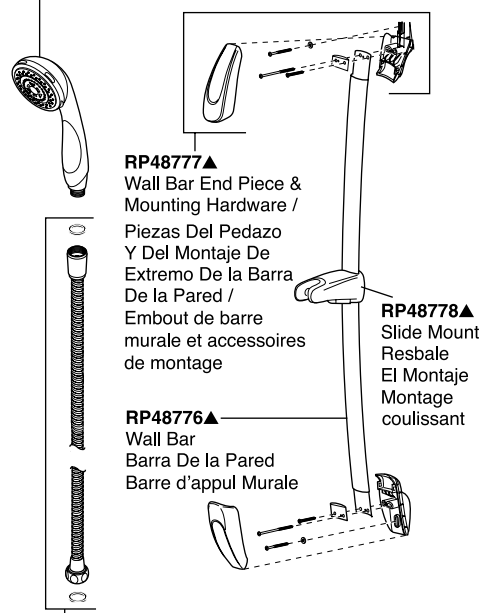 RP48777▲
Wall Bar End Piece &
Mounting Hardware /
Piezas Del Pedazo
Y Del Montaje De
Extremo De la Barra
De la Pared /
Embout de barre
murale et accessoires
de montage
RP48778▲
Slide Mount
Resbale
El Montaje
Montage
coulissant
RP48776▲
Wall Bar
Barra De la Pared
Barre d'appul Murale